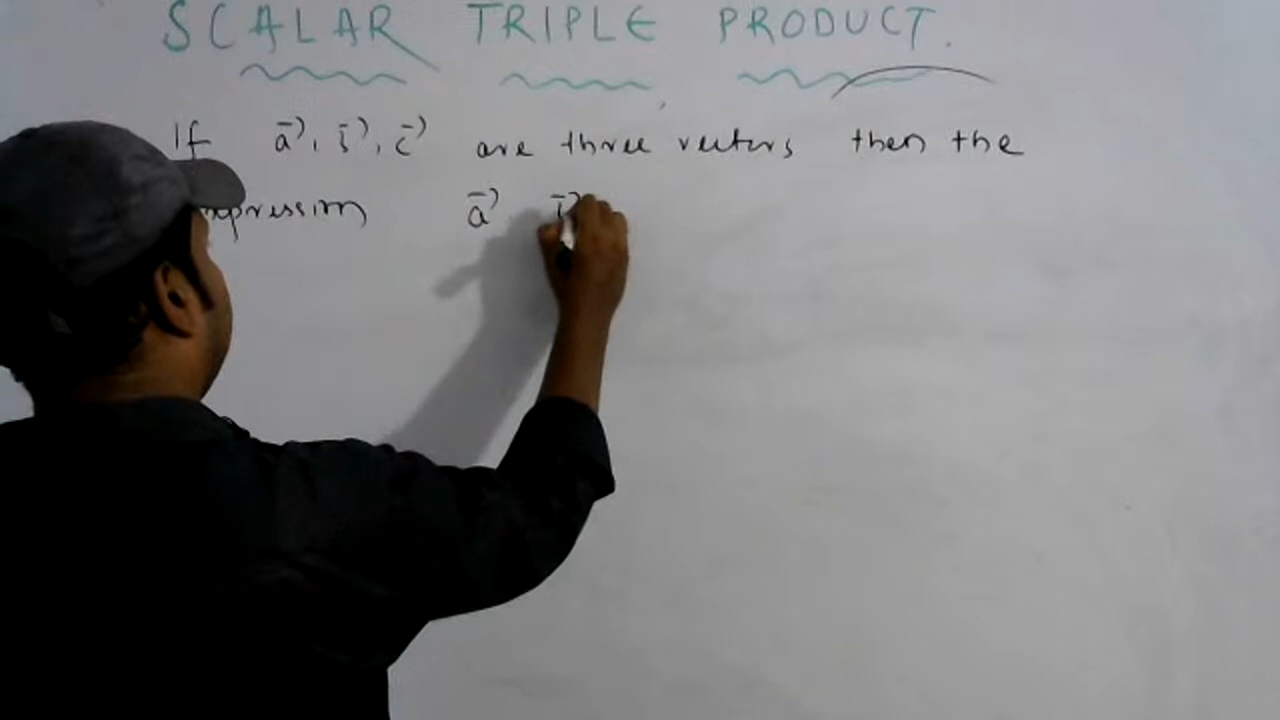 SCALAR TRIPLE PRODUCT.
If a⃗, b⃗, c⃗ are three vectors then the
expression a⃗ b⃗